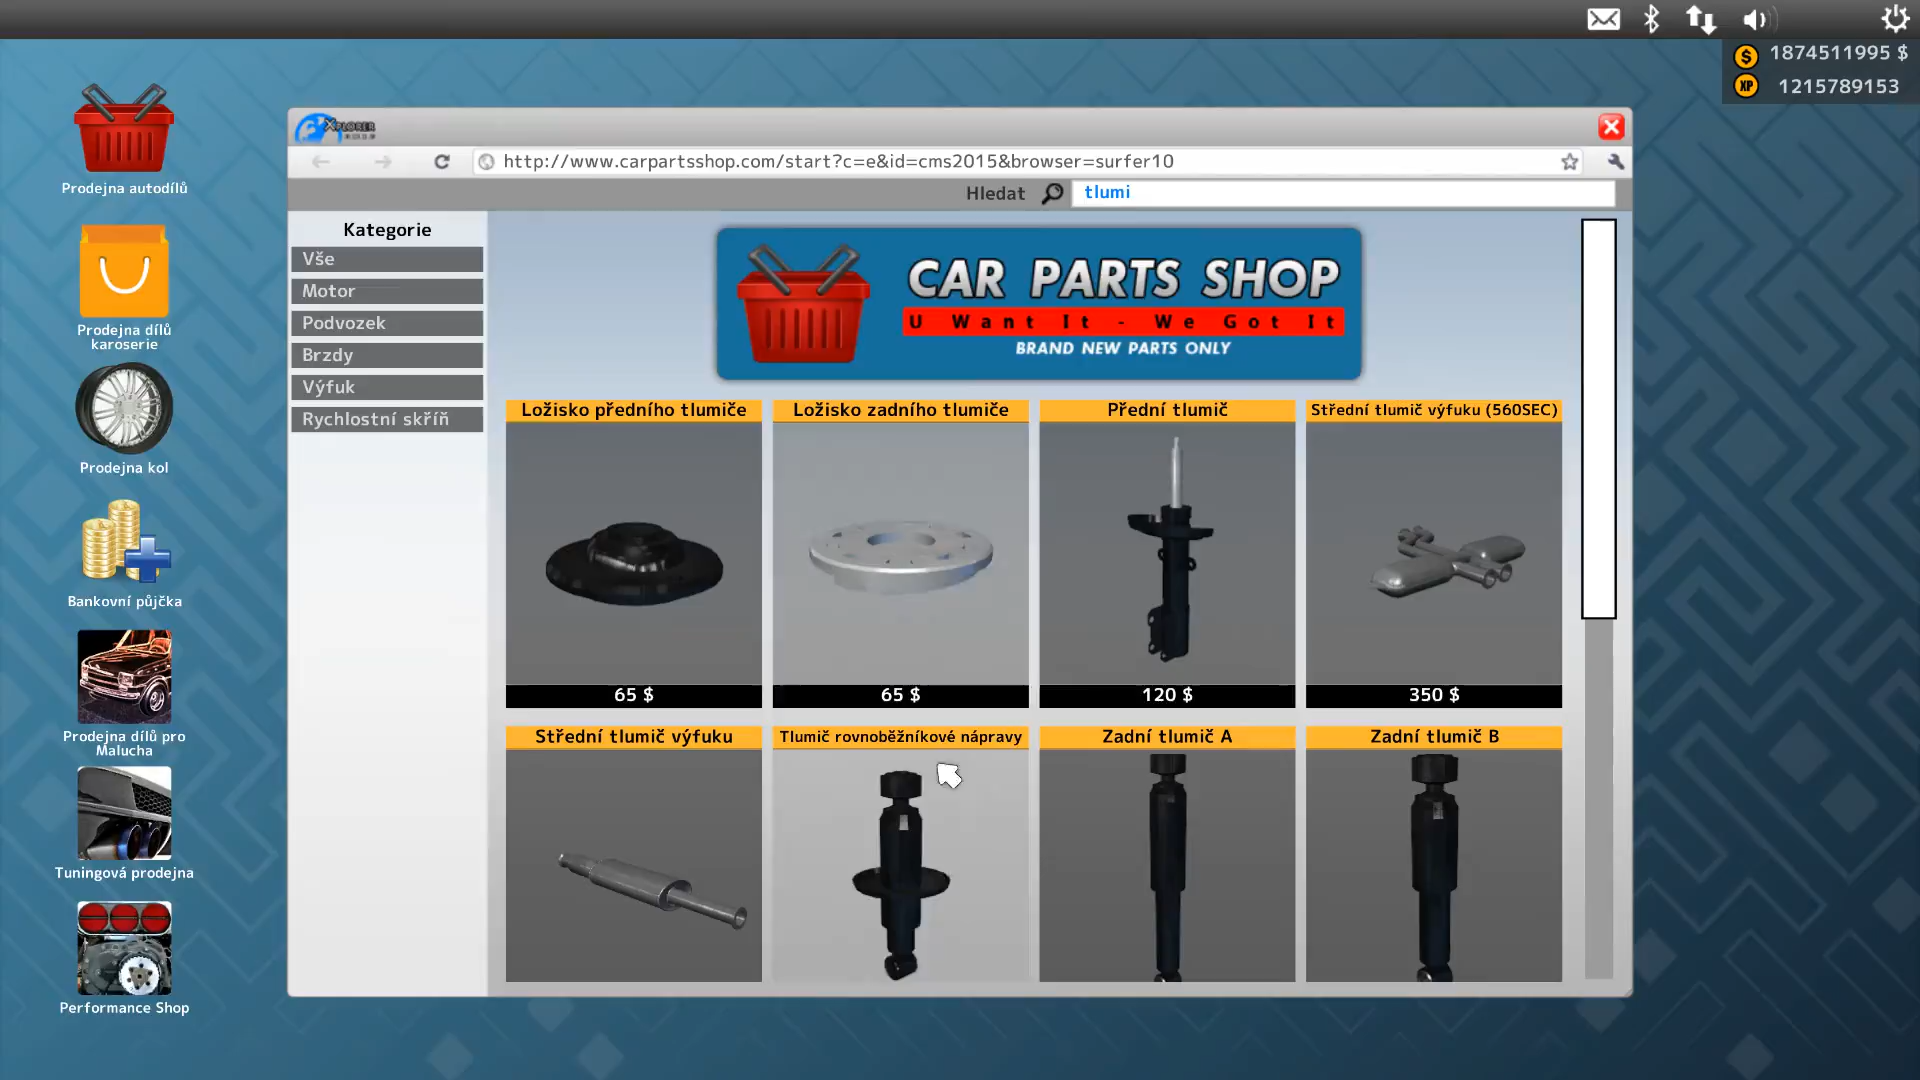 1874511995 $
XP 1215789153
Prodejna autodílů
Prodejna dílů
karoserie
Prodejna kol
Bankovní půjčka
Prodejna dílů pro
Malucha
Tuningová prodejna
Performance Shop
XPLORER
http://www.carpartsshop.com/start?c=e&id=cms2015&browser=surfer10
Hledat tlumi
Kategorie
Vše
Motor
Podvozek
Brzdy
Výfuk
Rychlostní skříň
CAR PARTS SHOP
U Want It - We Got It
BRAND NEW PARTS ONLY
Ložisko předního tlumiče
65 $
Ložisko zadního tlumiče
65 $
Přední tlumič
120 $
Střední tlumič výfuku (560SEC)
350 $
Střední tlumič výfuku
Tlumič rovnoběžníkové nápravy
Zadní tlumič A
Zadní tlumič B